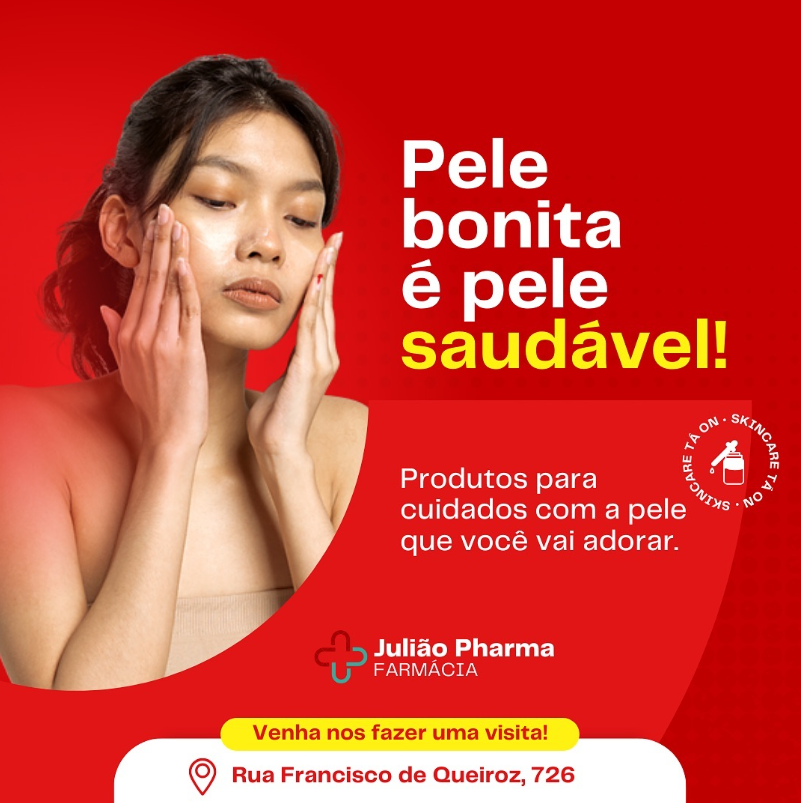 Pele
bonita
é pele
saudável!
SKINCARE TÁ ON · SKINCARE TÁ ON ·
Produtos para
cuidados com a pele
que você vai adorar.
Julião Pharma
FARMÁCIA
Venha nos fazer uma visita!
Rua Francisco de Queiroz, 726